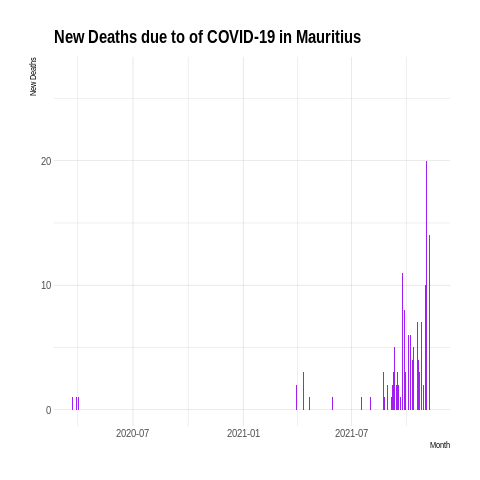 New Deaths due to of COVID-19 in Mauritius
New Deaths
20
10
0
2020-07 2021-01 2021-07
Month